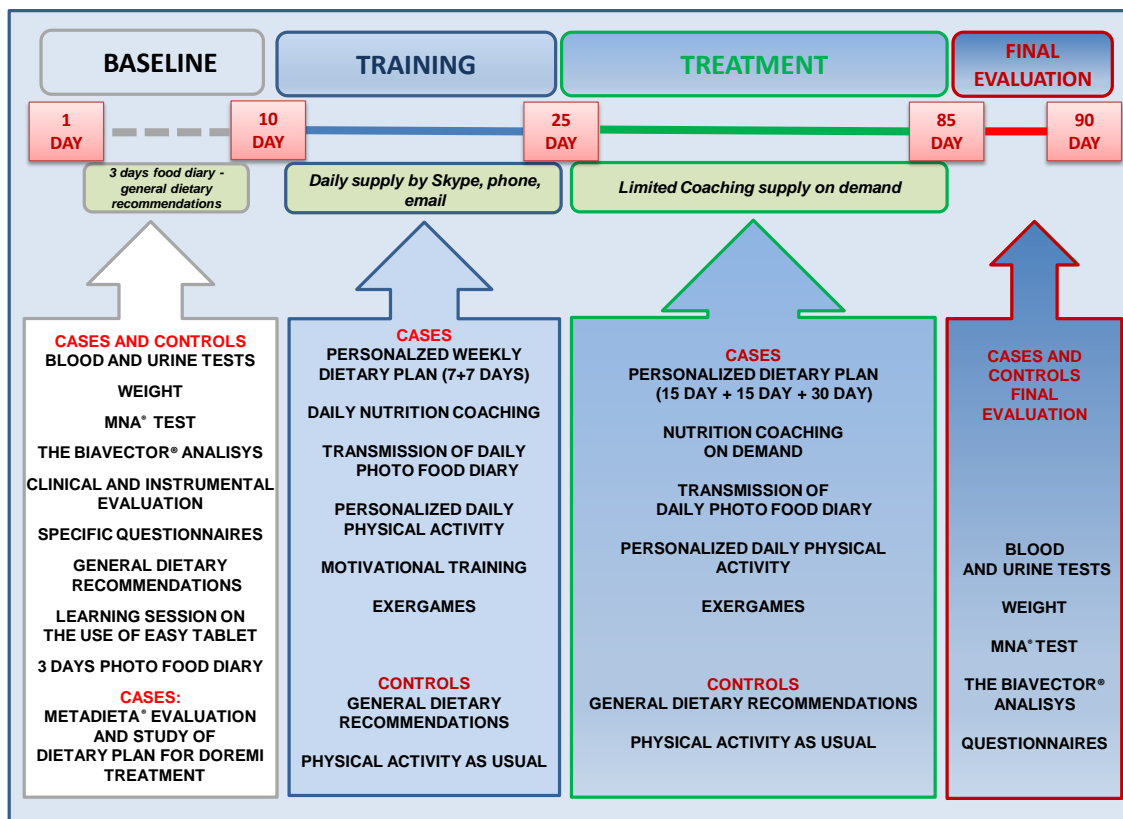 BASELINE
TRAINING
TREATMENT
FINAL
EVALUATION
1
DAY
10
DAY
25
DAY
85
DAY
90
DAY
3 days food diary -
general dietary
recommendations
Daily supply by Skype, phone,
email
Limited Coaching supply on demand
CASES AND CONTROLS
BLOOD AND URINE TESTS
WEIGHT
MNA® TEST
THE BIAVECTOR® ANALISYS
CLINICAL AND INSTRUMENTAL
EVALUATION
SPECIFIC QUESTIONNAIRES
GENERAL DIETARY
RECOMMENDATIONS
LEARNING SESSION ON
THE USE OF EASY TABLET
3 DAYS PHOTO FOOD DIARY
CASES:
METADIETA® EVALUATION
AND STUDY OF
DIETARY PLAN FOR DOREMI
TREATMENT
CASES
PERSONALZED WEEKLY
DIETARY PLAN (7+7 DAYS)
DAILY NUTRITION COACHING
TRANSMISSION OF DAILY
PHOTO FOOD DIARY
PERSONALIZED DAILY
PHYSICAL ACTIVITY
MOTIVATIONAL TRAINING
EXERGAMES
CONTROLS
GENERAL DIETARY
RECOMMENDATIONS
PHYSICAL ACTIVITY AS USUAL
CASES
PERSONALIZED DIETARY PLAN
(15 DAY + 15 DAY + 30 DAY)
NUTRITION COACHING
ON DEMAND
TRANSMISSION OF
DAILY PHOTO FOOD DIARY
PERSONALIZED DAILY PHYSICAL
ACTIVITY
EXERGAMES
CONTROLS
GENERAL DIETARY RECOMMENDATIONS
PHYSICAL ACTIVITY AS USUAL
CASES AND
CONTROLS
FINAL
EVALUATION
BLOOD
AND URINE TESTS
WEIGHT
MNA® TEST
THE BIAVECTOR®
ANALISYS
QUESTIONNAIRES